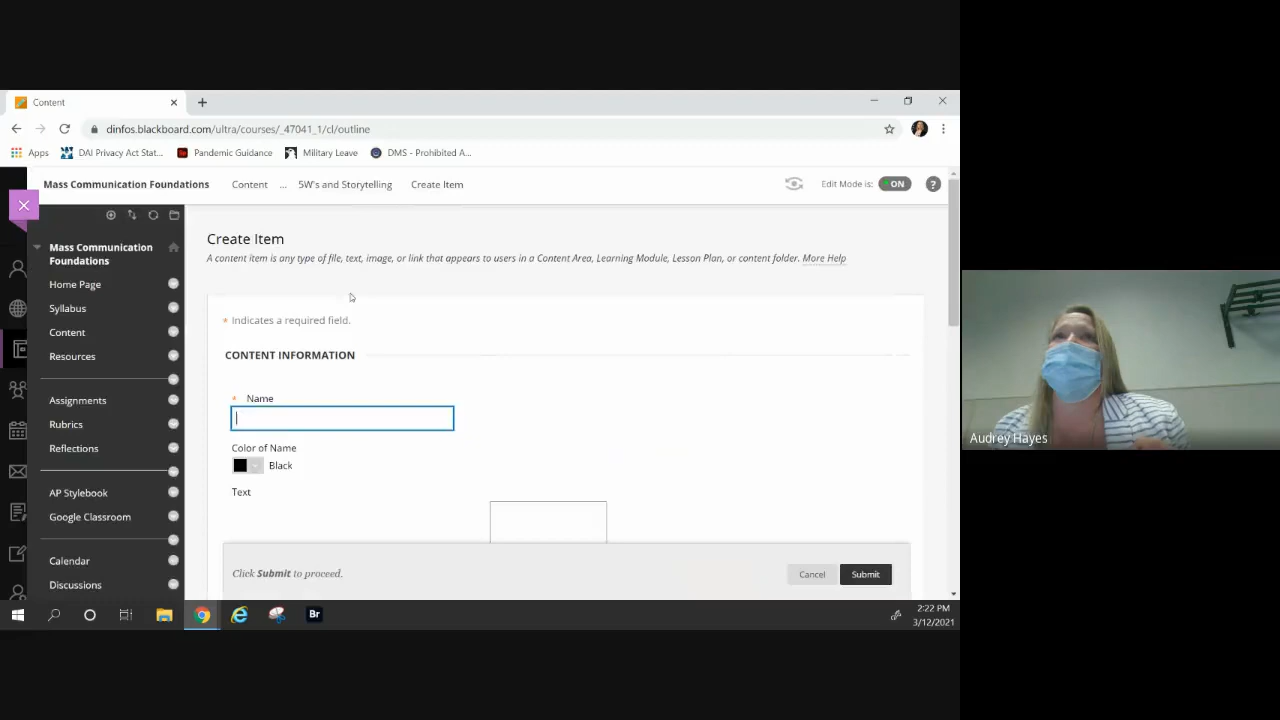 Content
dinfos.blackboard.com/ultra/courses/_47041_1/cl/outline
Apps DAI Privacy Act Stat... Pandemic Guidance Military Leave DMS - Prohibited A...
Mass Communication Foundations Content ... 5W's and Storytelling Create Item Edit Mode is: ON ?
Mass Communication
Foundations
Home Page
Syllabus
Content
Resources
Assignments
Rubrics
Reflections
AP Stylebook
Google Classroom
Calendar
Discussions
Create Item
A content item is any type of file, text, image, or link that appears to users in a Content Area, Learning Module, Lesson Plan, or content folder. More Help
* Indicates a required field.
CONTENT INFORMATION
* Name
Color of Name
Black
Text
Click Submit to proceed. Cancel Submit
Br
2:22 PM
3/12/2021
Audrey Hayes